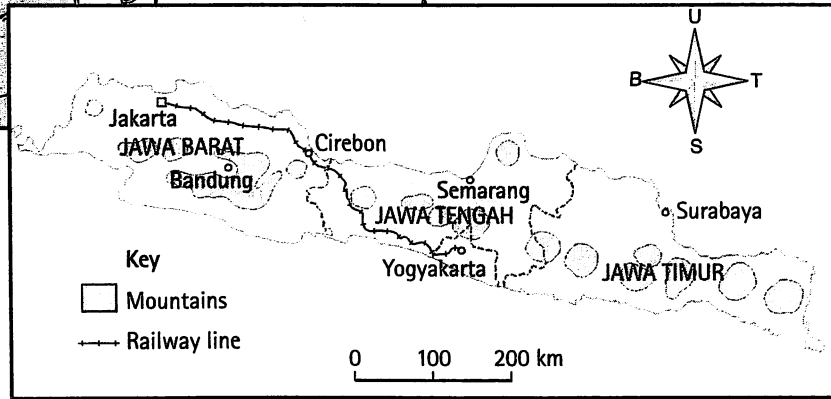 U
B T
S
Jakarta
JAWA BARAT
Cirebon
Bandung
Semarang
JAWA TENGAH
Surabaya
Yogyakarta
JAWA TIMUR
Key
Mountains
Railway line
0 100 200 km